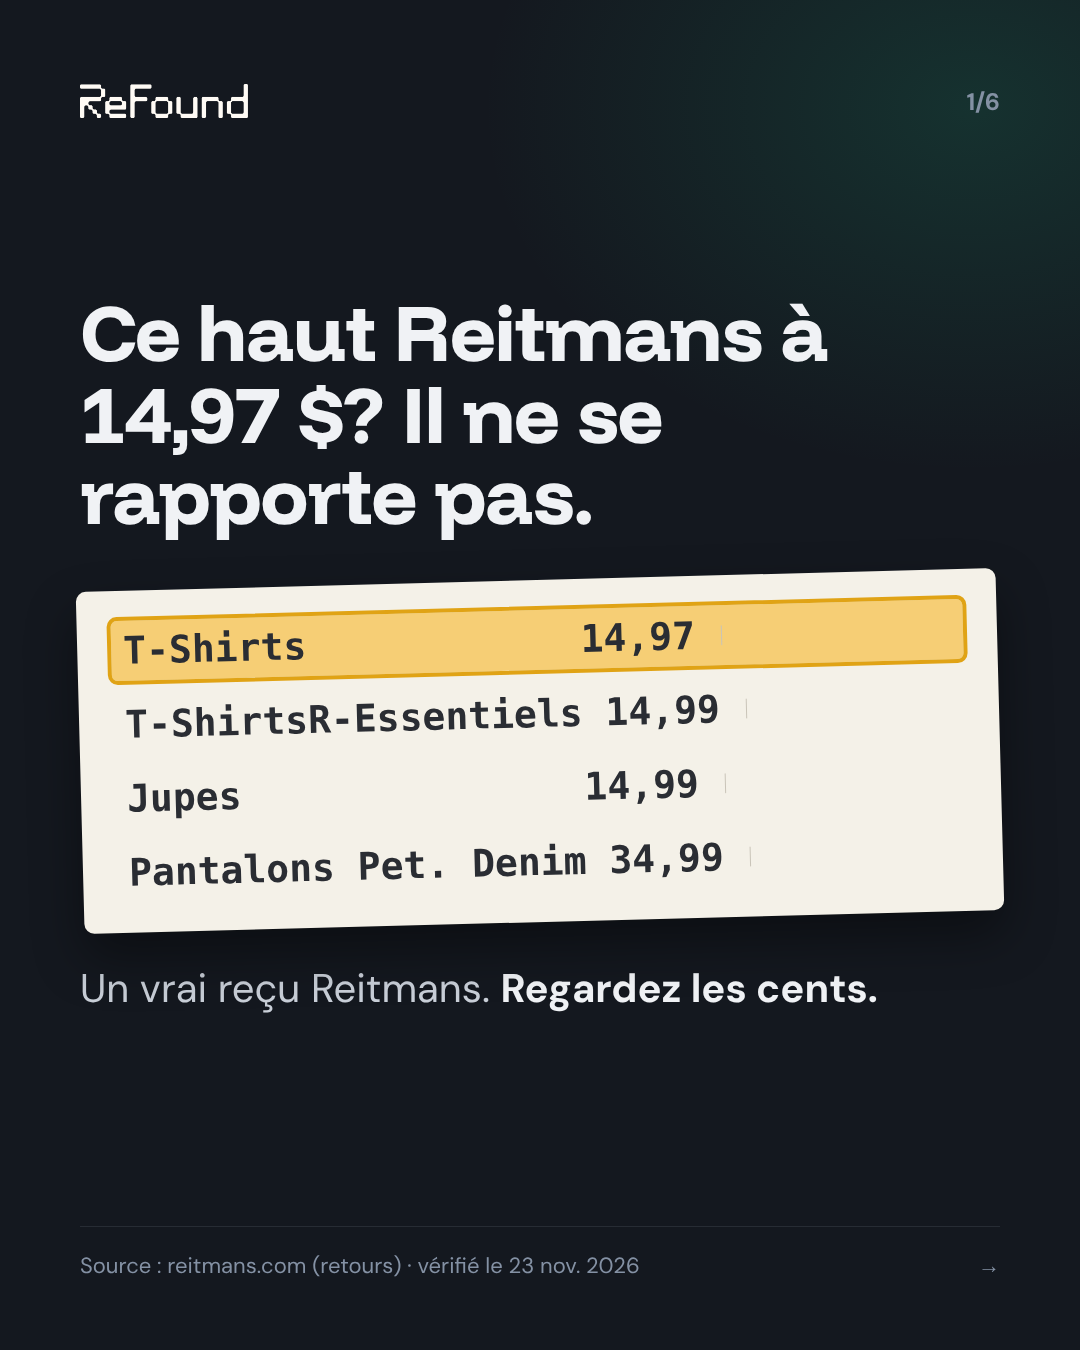 ReFound
1/6
Ce haut Reitmans à
14,97 $? Il ne se
rapporte pas.
T-Shirts 14,97
T-ShirtsR-Essentiels 14,99
Jupes 14,99
Pantalons Pet. Denim 34,99
Un vrai reçu Reitmans. Regardez les cents.
Source : reitmans.com (retours) · vérifié le 23 nov. 2026 →